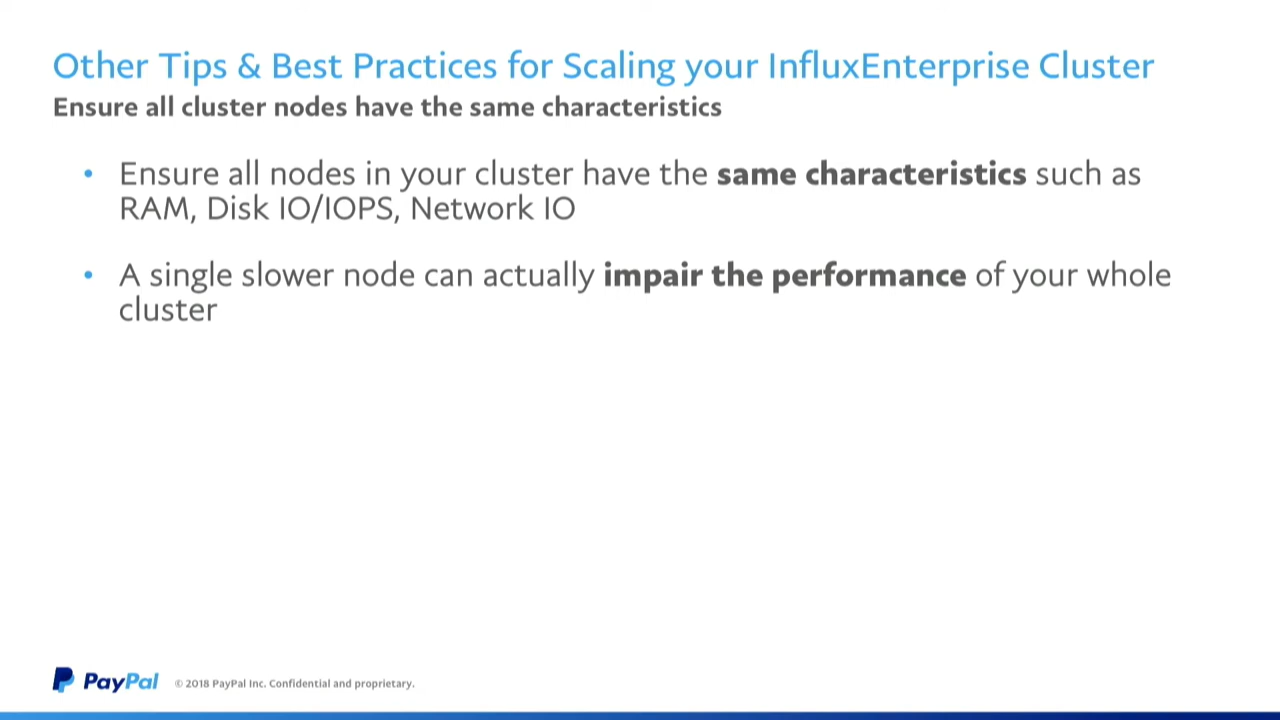 Other Tips & Best Practices for Scaling your InfluxEnterprise Cluster
Ensure all cluster nodes have the same characteristics
• Ensure all nodes in your cluster have the same characteristics such as
RAM, Disk IO/IOPS, Network IO
• A single slower node can actually impair the performance of your whole
cluster
PayPal © 2018 PayPal Inc. Confidential and proprietary.